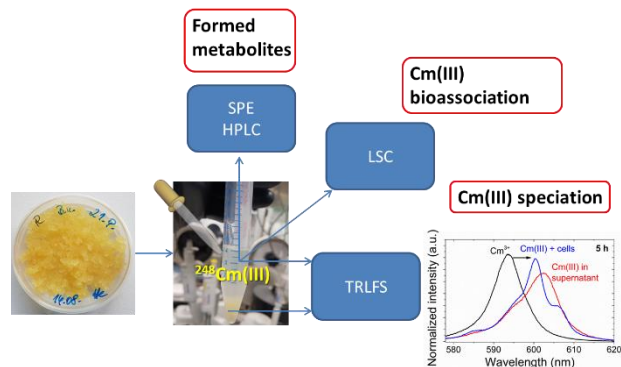 Formed
metabolites
SPE
HPLC
Cm(III)
bioassociation
LSC
Cm(III) speciation
R
²⁴⁸Cm(III)
TRLFS
5 h
Cm³⁺
Cm(III) + cells
Cm(III) in
supernatant
Normalized intensity (a.u.)
580 590 600 610 620
Wavelength (nm)